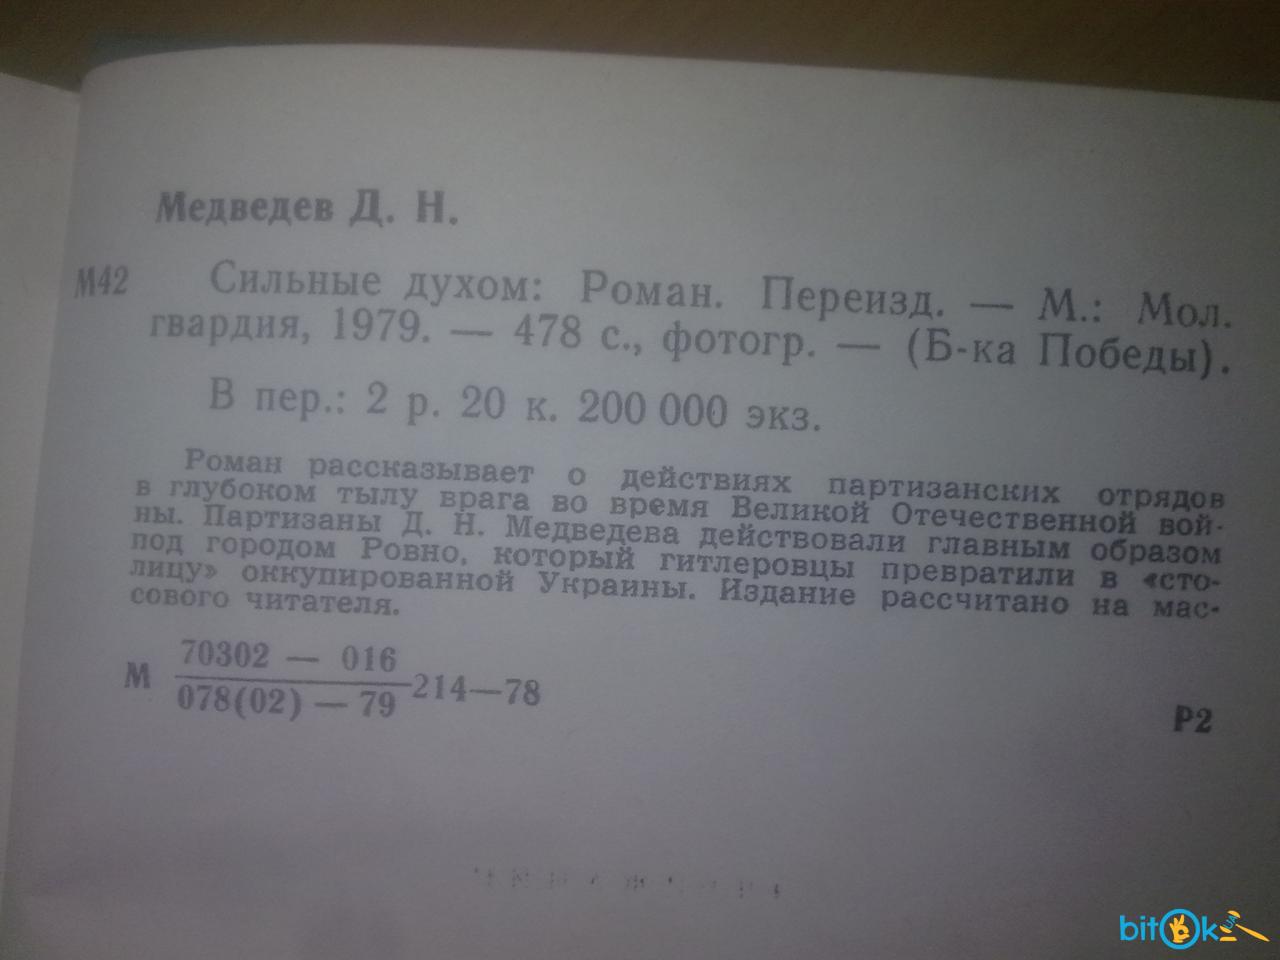 Медведев Д. Н.
М42 Сильные духом: Роман. Переизд. — М.: Мол.
гвардия, 1979. — 478 с., фотогр. — (Б-ка Победы).
В пер.: 2 р. 20 к. 200 000 экз.
Роман рассказывает о действиях партизанских отрядов
в глубоком тылу врага во время Великой Отечественной вой-
ны. Партизаны Д. Н. Медведева действовали главным образом
под городом Ровно, который гитлеровцы превратили в «сто-
лицу» оккупированной Украины. Издание рассчитано на мас-
сового читателя.
М 70302 — 016
078(02) — 79 214—78
Р2
bitok.ua